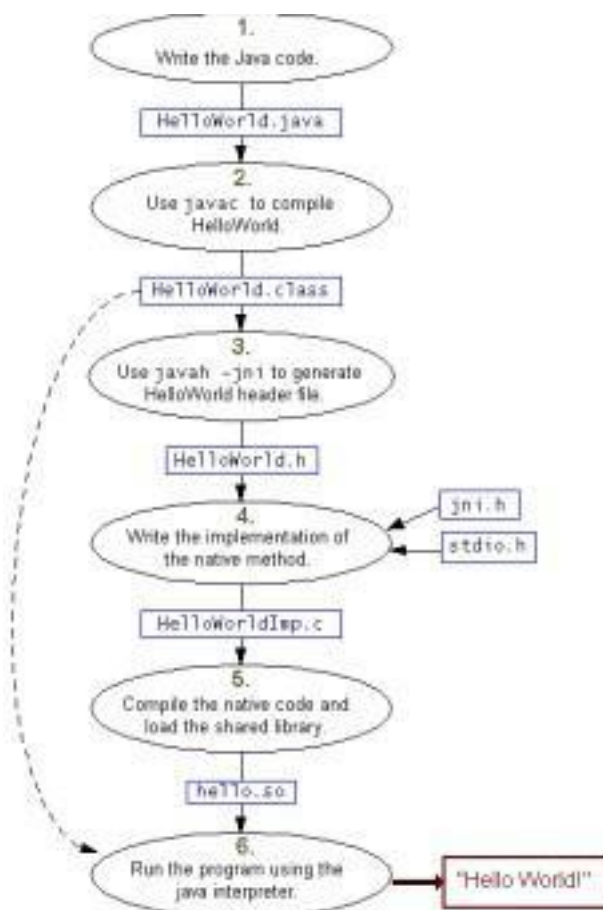 1.
Write the Java code.
HelloWorld.java
2.
Use javac to compile
HelloWorld.
HelloWorld.class
3.
Use javah -jni to generate
HelloWorld header file.
HelloWorld.h
4.
Write the implementation of
the native method.
jni.h
stdio.h
HelloWorldImp.c
5.
Compile the native code and
load the shared library.
hello.so
6.
Run the program using the
java interpreter.
"Hello World!"